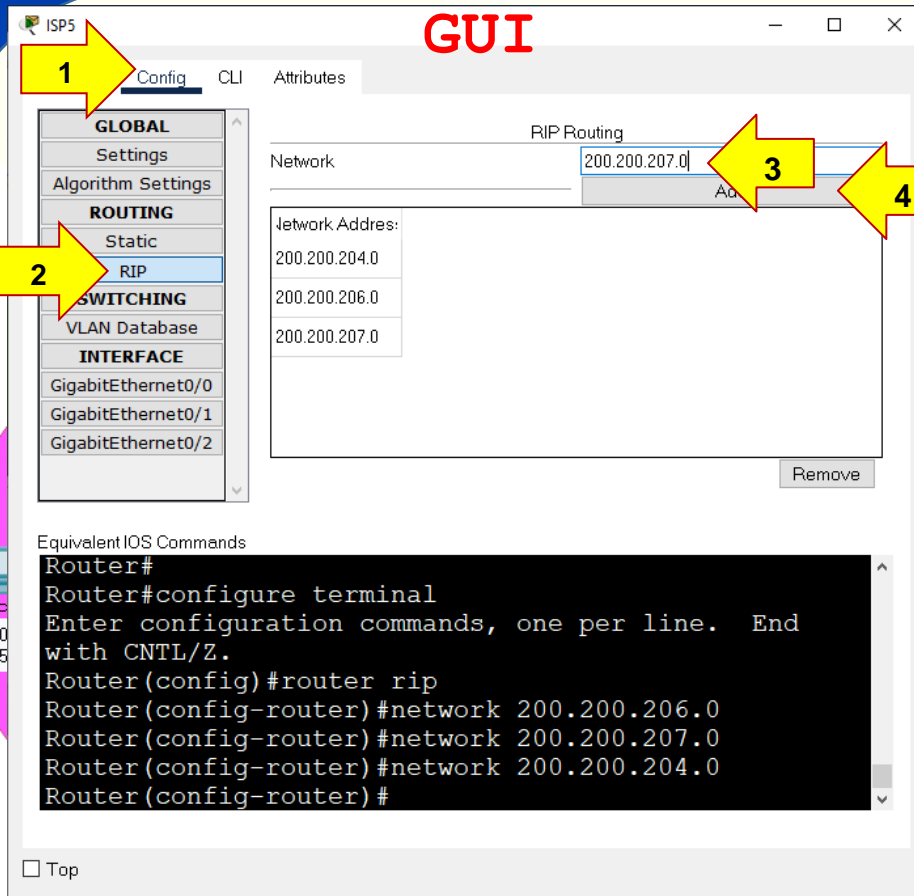 ISP5
GUI
1
Config
CLI
Attributes
GLOBAL
Settings
Algorithm Settings
ROUTING
Static
2
RIP
SWITCHING
VLAN Database
INTERFACE
GigabitEthernet0/0
GigabitEthernet0/1
GigabitEthernet0/2
RIP Routing
Network
200.200.207.0
3
4
200.200.204.0
200.200.206.0
200.200.207.0
Remove
Equivalent IOS Commands
Router#
Router#configure terminal
Enter configuration commands, one per line. End
with CNTL/Z.
Router(config)#router rip
Router(config-router)#network 200.200.206.0
Router(config-router)#network 200.200.207.0
Router(config-router)#network 200.200.204.0
Router(config-router)#
Top